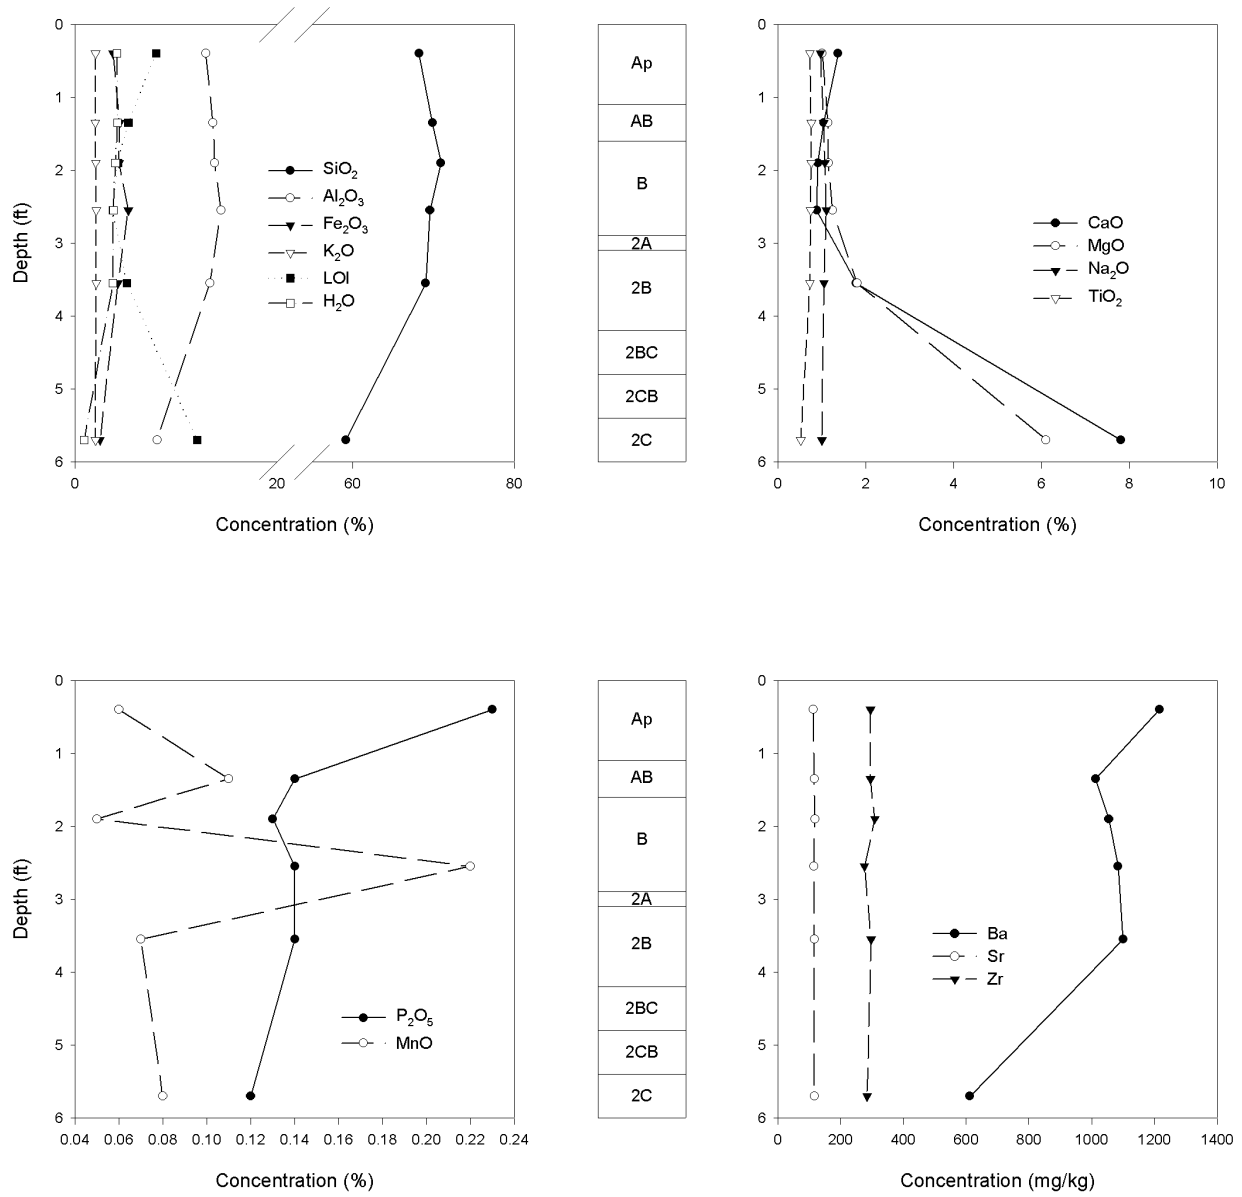 0
1
2
3
4
5
6
Depth (ft)
SiO2
Al2O3
Fe2O3
K2O
LOI
H2O
0 20 60 80
Concentration (%)
Ap
AB
B
2A
2B
2BC
2CB
2C
0
1
2
3
4
5
6
CaO
MgO
Na2O
TiO2
0 2 4 6 8 10
Concentration (%)
0
1
2
3
4
5
6
Depth (ft)
P2O5
MnO
0.04 0.06 0.08 0.10 0.12 0.14 0.16 0.18 0.20 0.22 0.24
Concentration (%)
Ap
AB
B
2A
2B
2BC
2CB
2C
0
1
2
3
4
5
6
Ba
Sr
Zr
0 200 400 600 800 1000 1200 1400
Concentration (mg/kg)